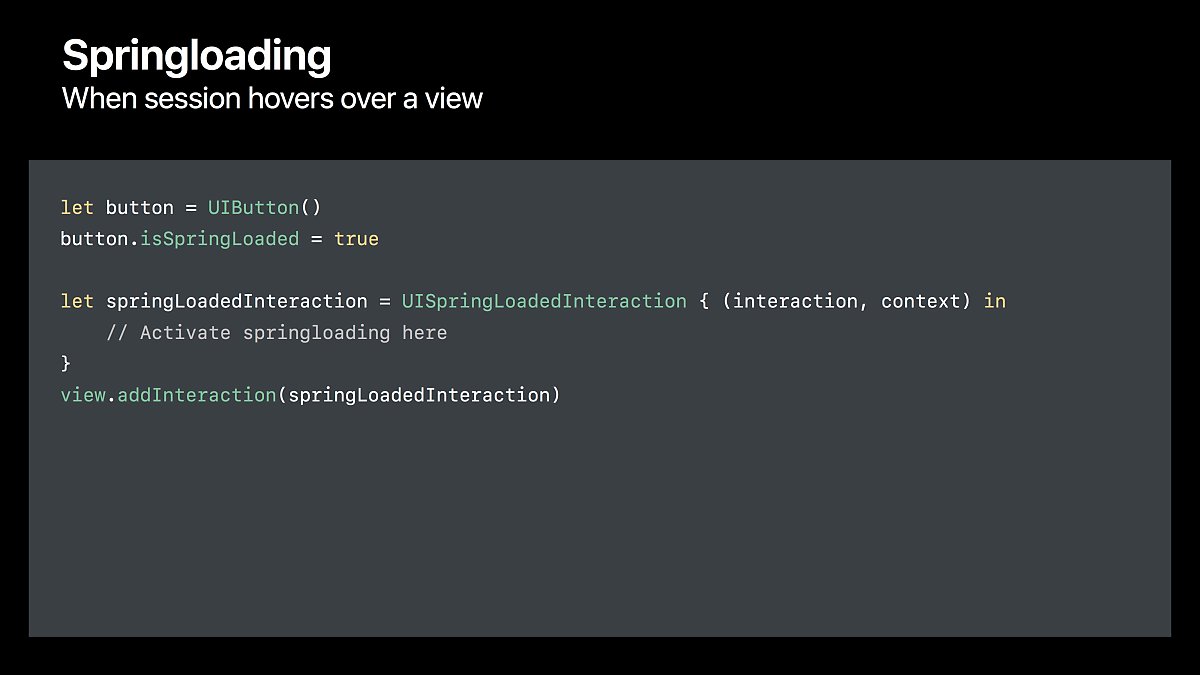 Springloading
When session hovers over a view
let button = UIButton()
button.isSpringLoaded = true
let springLoadedInteraction = UISpringLoadedInteraction { (interaction, context) in
    // Activate springloading here
}
view.addInteraction(springLoadedInteraction)